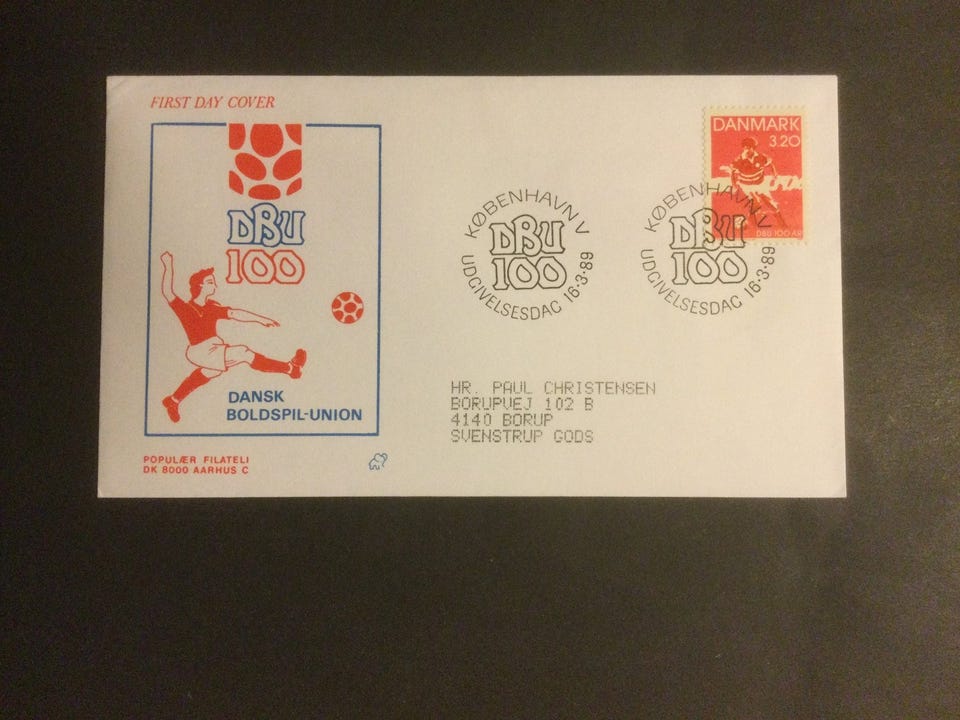 FIRST DAY COVER
DBU
100
DANSK
BOLDSPIL-UNION
POPULÆR FILATELI
DK 8000 AARHUS C
KØBENHAVN V
DBU
100
UDGIVELSESDAG 16·3·89
DANMARK
3.20
DBU 100 ÅR
KØBENHAVN V
DBU
100
UDGIVELSESDAG 16·3·89
HR. PAUL CHRISTENSEN
BORUPVEJ 102 B
4140 BORUP
SVENSTRUP GODS